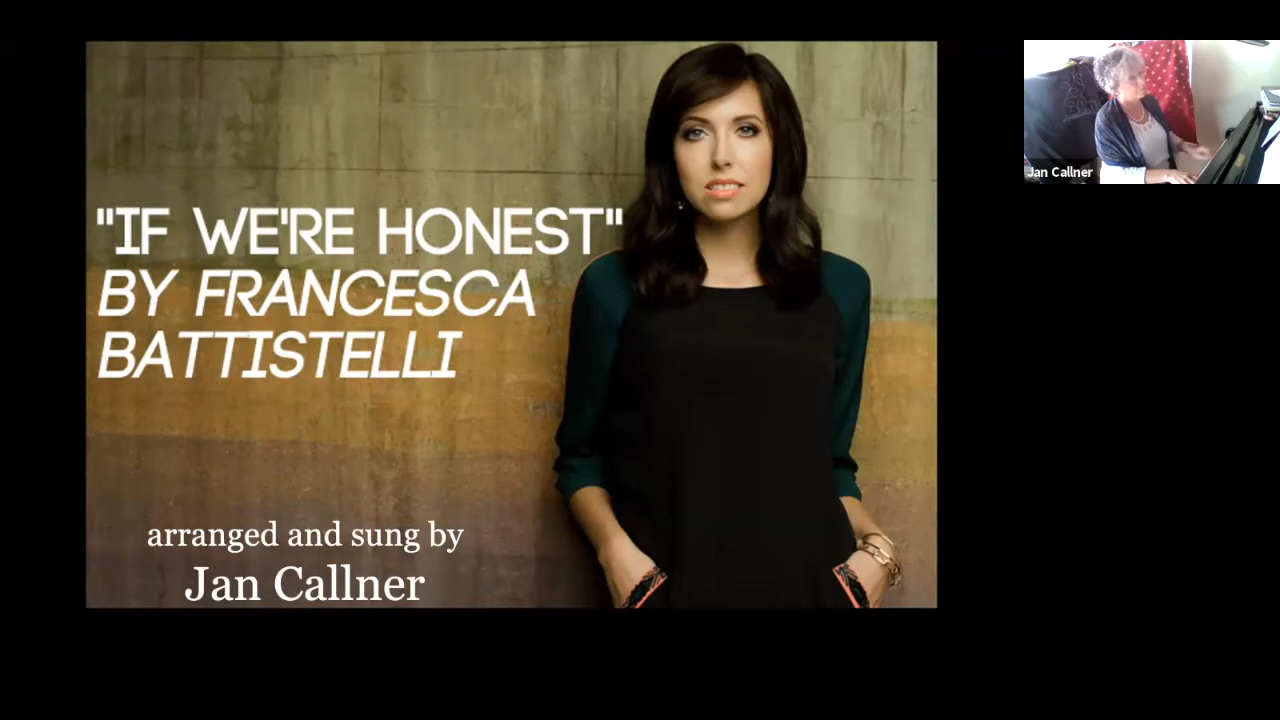 "IF WE'RE HONEST"
BY FRANCESCA
BATTISTELLI
arranged and sung by
Jan Callner
Jan Callner